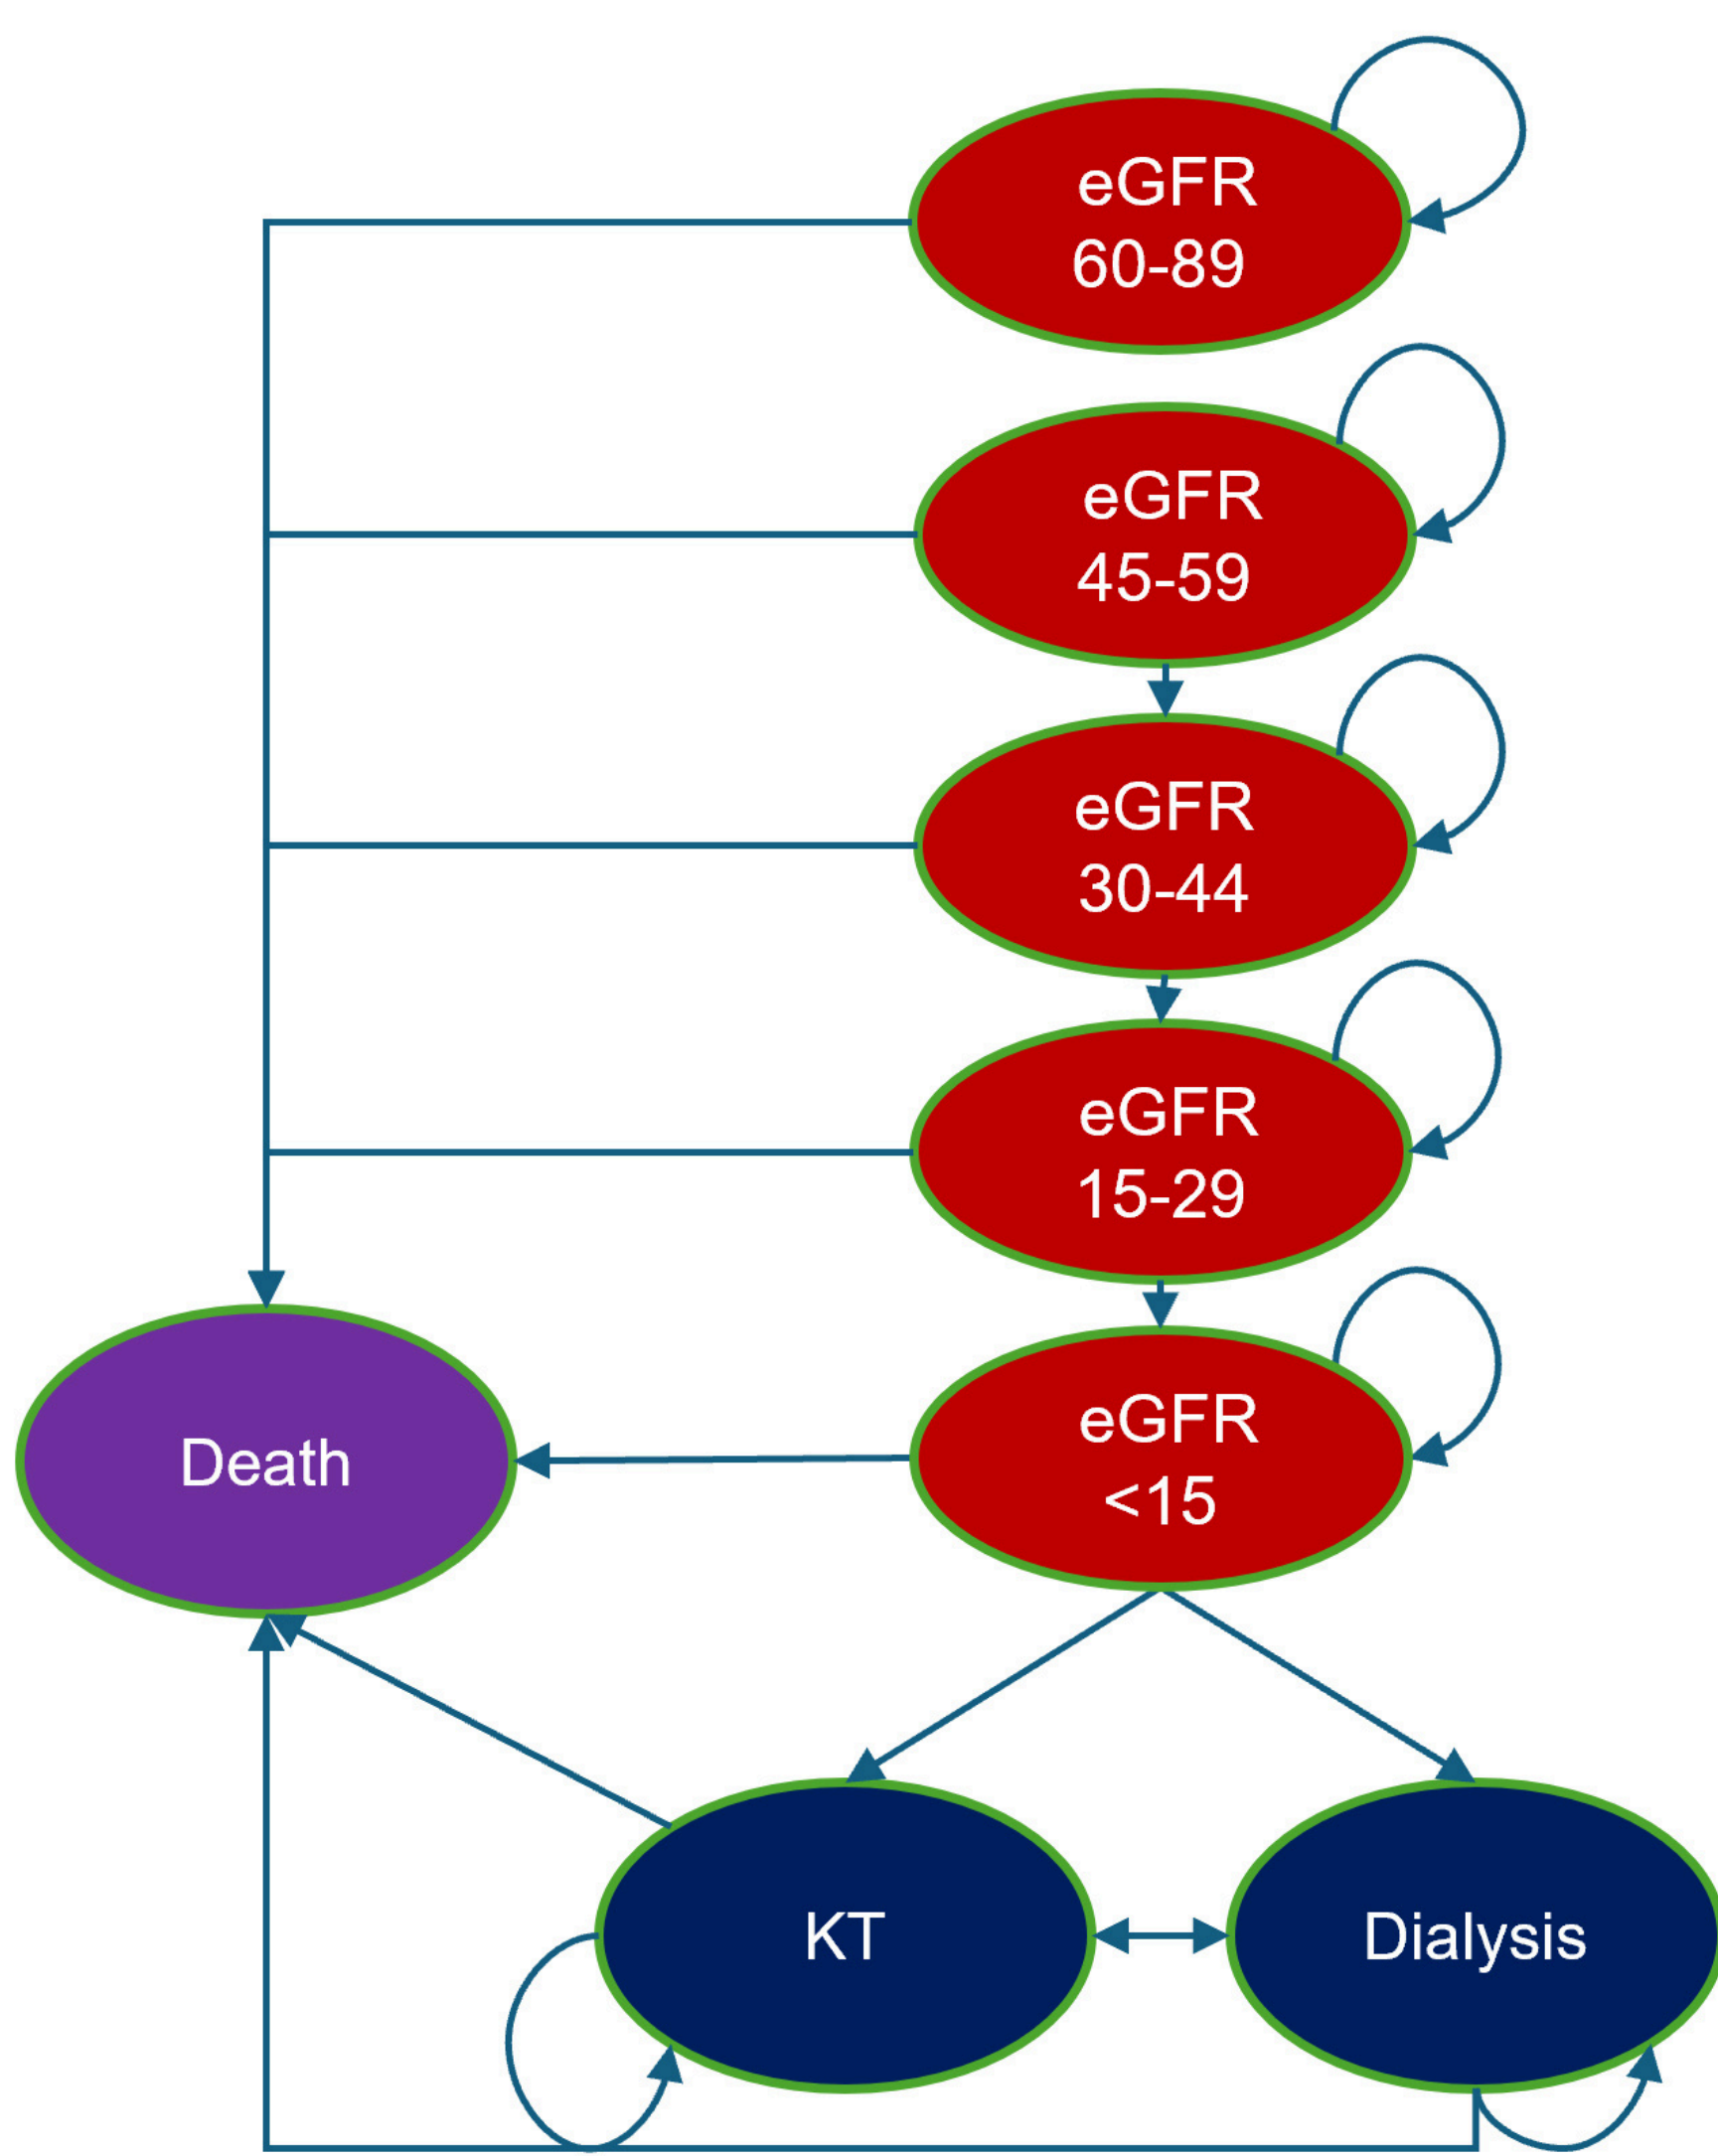 eGFR
60-89
eGFR
45-59
eGFR
30-44
eGFR
15-29
eGFR
<15
Death
KT
Dialysis